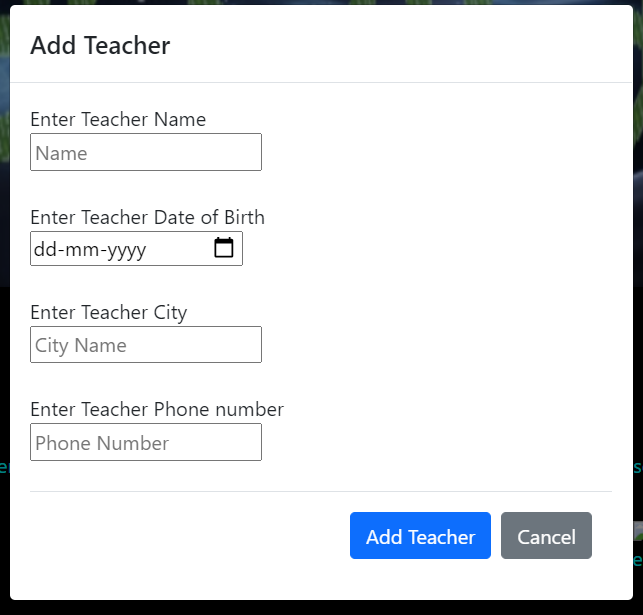 Add Teacher
Enter Teacher Name
Name
Enter Teacher Date of Birth
dd-mm-yyyy
Enter Teacher City
City Name
Enter Teacher Phone number
Phone Number
Add Teacher Cancel